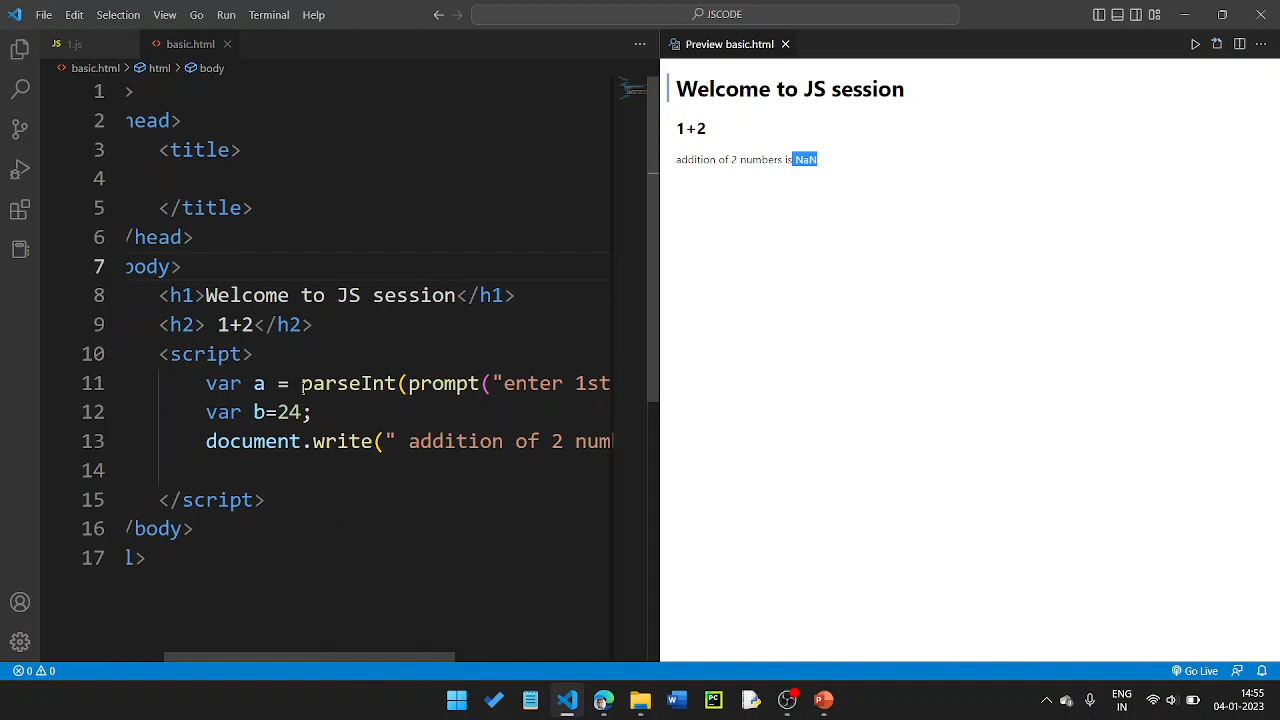 File Edit Selection View Go Run Terminal Help
JSCODE
JS 1.js
basic.html
Preview basic.html
basic.html html body
1 >
2 head>
3 <title>
4
5 </title>
6 /head>
7 body>
8 <h1>Welcome to JS session</h1>
9 <h2> 1+2</h2>
10 <script>
11 var a = parseInt(prompt("enter 1st
12 var b=24;
13 document.write(" addition of 2 num
14
15 </script>
16 /body>
17 l>
Welcome to JS session
1+2
addition of 2 numbers is NaN
0 0
Go Live
W
PC
P
ENG
IN
14:55
04-01-2023